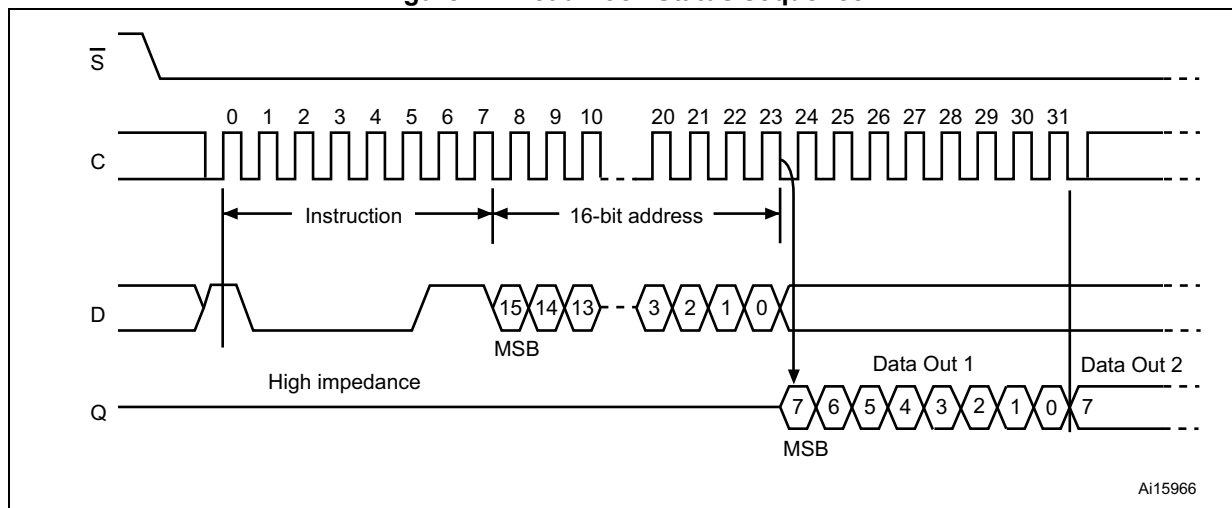 S
0 1 2 3 4 5 6 7 8 9 10 20 21 22 23 24 25 26 27 28 29 30 31
C
Instruction 16-bit address
D 15 14 13 3 2 1 0
MSB
High impedance Data Out 1 Data Out 2
Q 7 6 5 4 3 2 1 0 7
MSB
Ai15966